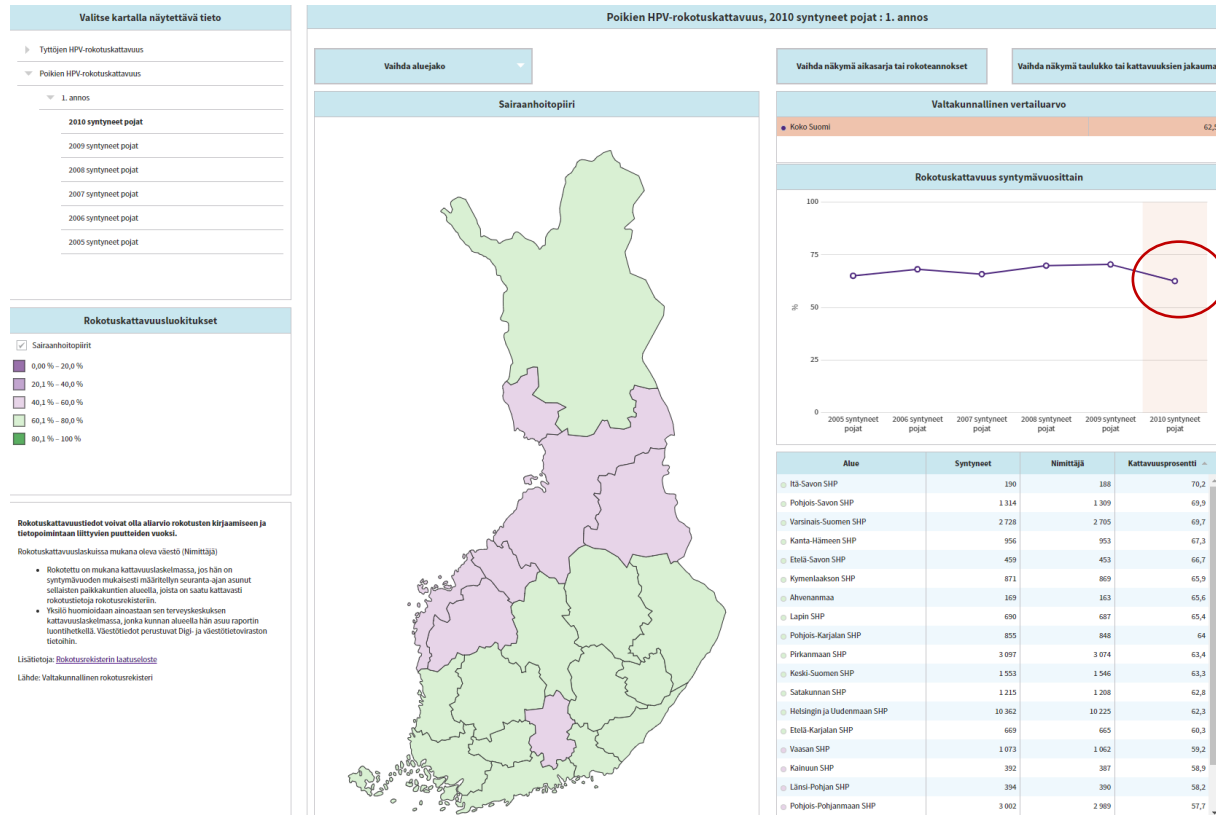 Valitse kartalla näytettävä tieto
Tyttöjen HPV-rokotuskattavuus
Poikien HPV-rokotuskattavuus
1. annos
2010 syntyneet pojat
2009 syntyneet pojat
2008 syntyneet pojat
2007 syntyneet pojat
2006 syntyneet pojat
2005 syntyneet pojat
Rokotuskattavuusluokitukset
Sairaanhoitopiirit
0,00 % – 20,0 %
20,1 % – 40,0 %
40,1 % – 60,0 %
60,1 % – 80,0 %
80,1 % – 100 %
Rokotuskattavuustiedot voivat olla aliarvio rokotusten kirjaamiseen ja
tietopoimintaan liittyvien puutteiden vuoksi.
Rokotuskattavuuslaskuissa mukana oleva väestö (Nimittäjä)
Rokotettu on mukana kattavuuslaskelmassa, jos hän on
syntymävuoden mukaisesti määritellyn seuranta-ajan asunut
sellaisten paikkakuntien alueella, joista on saatu kattavasti
rokotustietoja rokotusrekisteriin.
Yksilö huomioidaan ainoastaan sen terveyskeskuksen
kattavuuslaskelmassa, jonka kunnan alueella hän asuu raportin
luontihetkellä. Väestötiedot perustuvat Digi- ja väestötietoviraston
tietoihin.
Lisätietoja: Rokotusrekisterin laatuseloste
Lähde: Valtakunnallinen rokotusrekisteri
Poikien HPV-rokotuskattavuus, 2010 syntyneet pojat : 1. annos
Vaihda aluejako
Vaihda näkymä aikasarja tai rokoteannokset
Vaihda näkymä taulukko tai kattavuuksien jakauma
Sairaanhoitopiiri
Valtakunnallinen vertailuarvo
Koko Suomi 62,5
Rokotuskattavuus syntymävuosittain
100
75
50
25
0
%
2005 syntyneet pojat
2006 syntyneet pojat
2007 syntyneet pojat
2008 syntyneet pojat
2009 syntyneet pojat
2010 syntyneet pojat
Alue Syntyneet Nimittäjä Kattavuusprosentti
Itä-Savon SHP 190 188 70,2
Pohjois-Savon SHP 1 314 1 309 69,9
Varsinais-Suomen SHP 2 728 2 705 69,7
Kanta-Hämeen SHP 956 953 67,3
Etelä-Savon SHP 459 453 66,7
Kymenlaakson SHP 871 869 65,9
Ahvenanmaa 169 163 65,6
Lapin SHP 690 687 65,4
Pohjois-Karjalan SHP 855 848 64
Pirkanmaan SHP 3 097 3 074 63,4
Keski-Suomen SHP 1 553 1 546 63,3
Satakunnan SHP 1 215 1 208 62,8
Helsingin ja Uudenmaan SHP 10 362 10 225 62,3
Etelä-Karjalan SHP 669 665 60,3
Vaasan SHP 1 073 1 062 59,2
Kainuun SHP 392 387 58,9
Länsi-Pohjan SHP 394 390 58,2
Pohjois-Pohjanmaan SHP 3 002 2 989 57,7